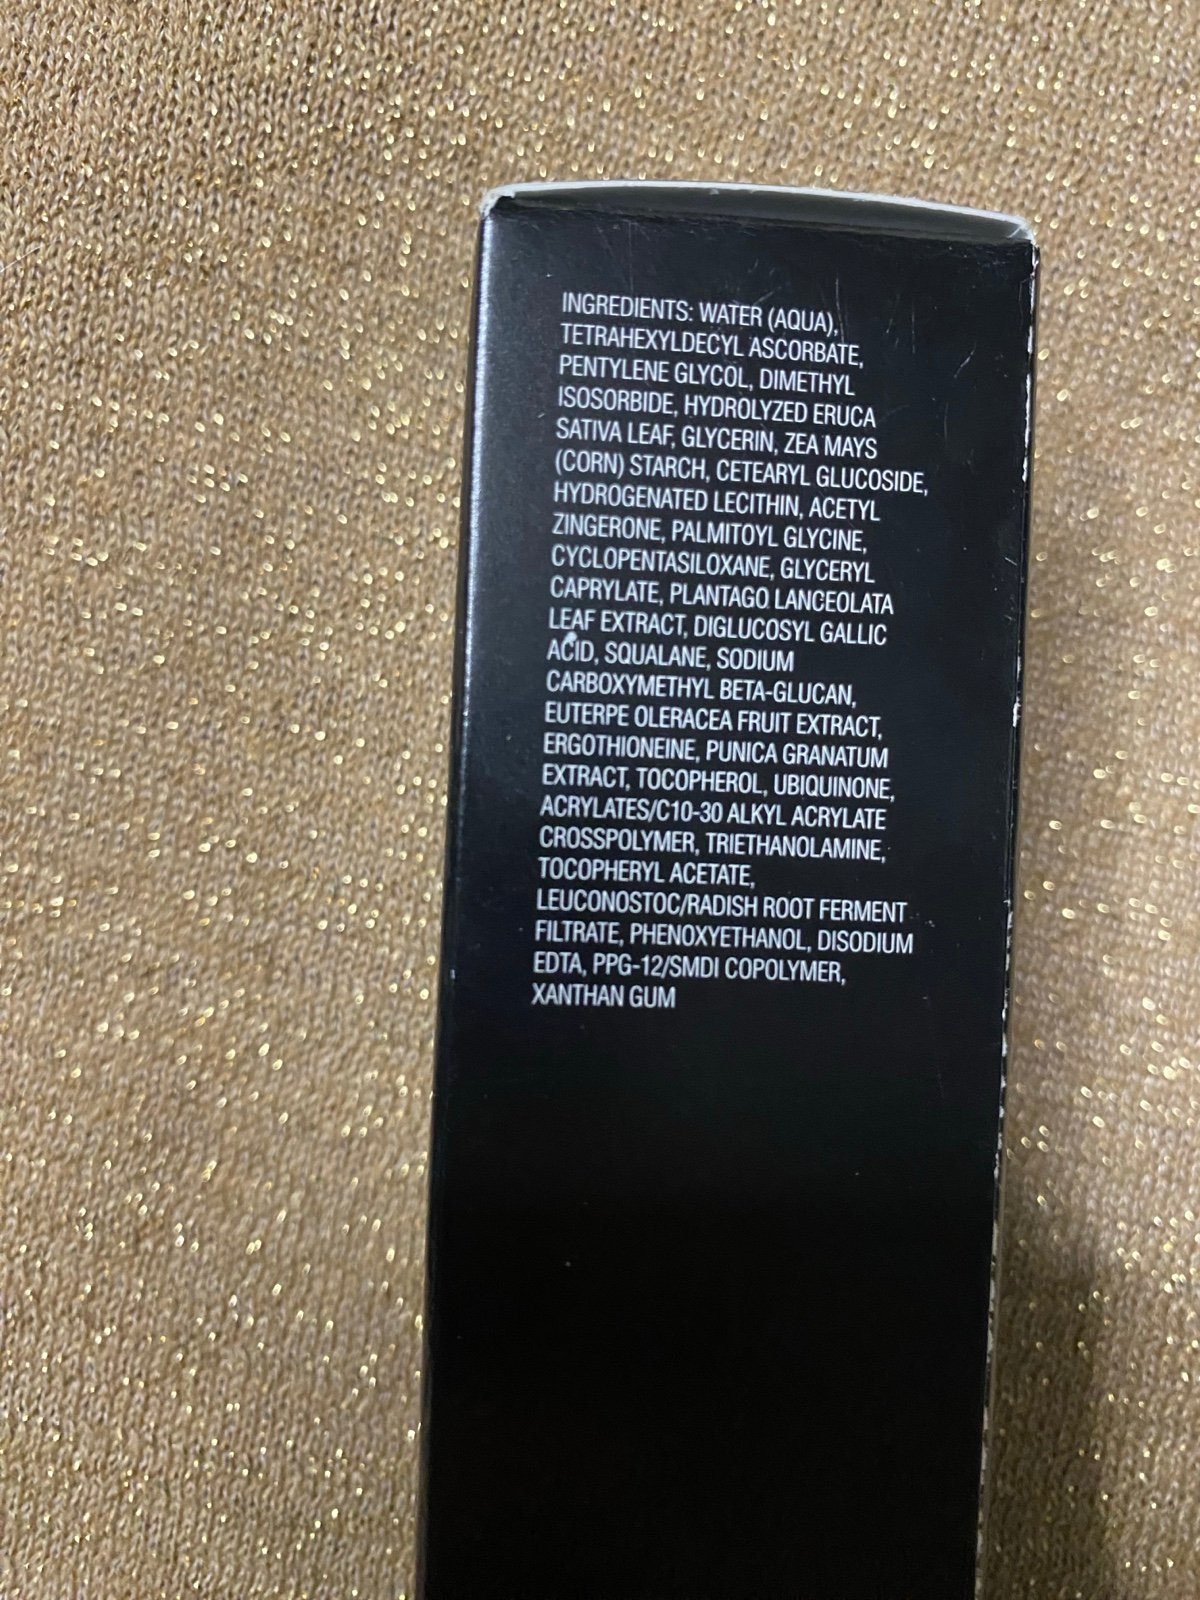 INGREDIENTS: WATER (AQUA),
TETRAHEXYLDECYL ASCORBATE,
PENTYLENE GLYCOL, DIMETHYL
ISOSORBIDE, HYDROLYZED ERUCA
SATIVA LEAF, GLYCERIN, ZEA MAYS
(CORN) STARCH, CETEARYL GLUCOSIDE,
HYDROGENATED LECITHIN, ACETYL
ZINGERONE, PALMITOYL GLYCINE,
CYCLOPENTASILOXANE, GLYCERYL
CAPRYLATE, PLANTAGO LANCEOLATA
LEAF EXTRACT, DIGLUCOSYL GALLIC
ACID, SQUALANE, SODIUM
CARBOXYMETHYL BETA-GLUCAN,
EUTERPE OLERACEA FRUIT EXTRACT,
ERGOTHIONEINE, PUNICA GRANATUM
EXTRACT, TOCOPHEROL, UBIQUINONE,
ACRYLATES/C10-30 ALKYL ACRYLATE
CROSSPOLYMER, TRIETHANOLAMINE,
TOCOPHERYL ACETATE,
LEUCONOSTOC/RADISH ROOT FERMENT
FILTRATE, PHENOXYETHANOL, DISODIUM
EDTA, PPG-12/SMDI COPOLYMER,
XANTHAN GUM